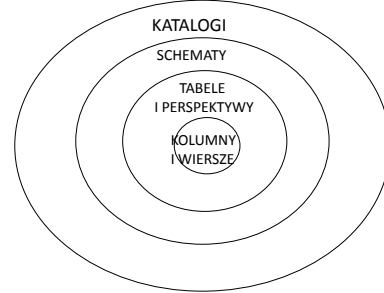 KATALOGI
SCHEMATY
TABELE
I PERSPEKTYWY
KOLUMNY
I WIERSZE